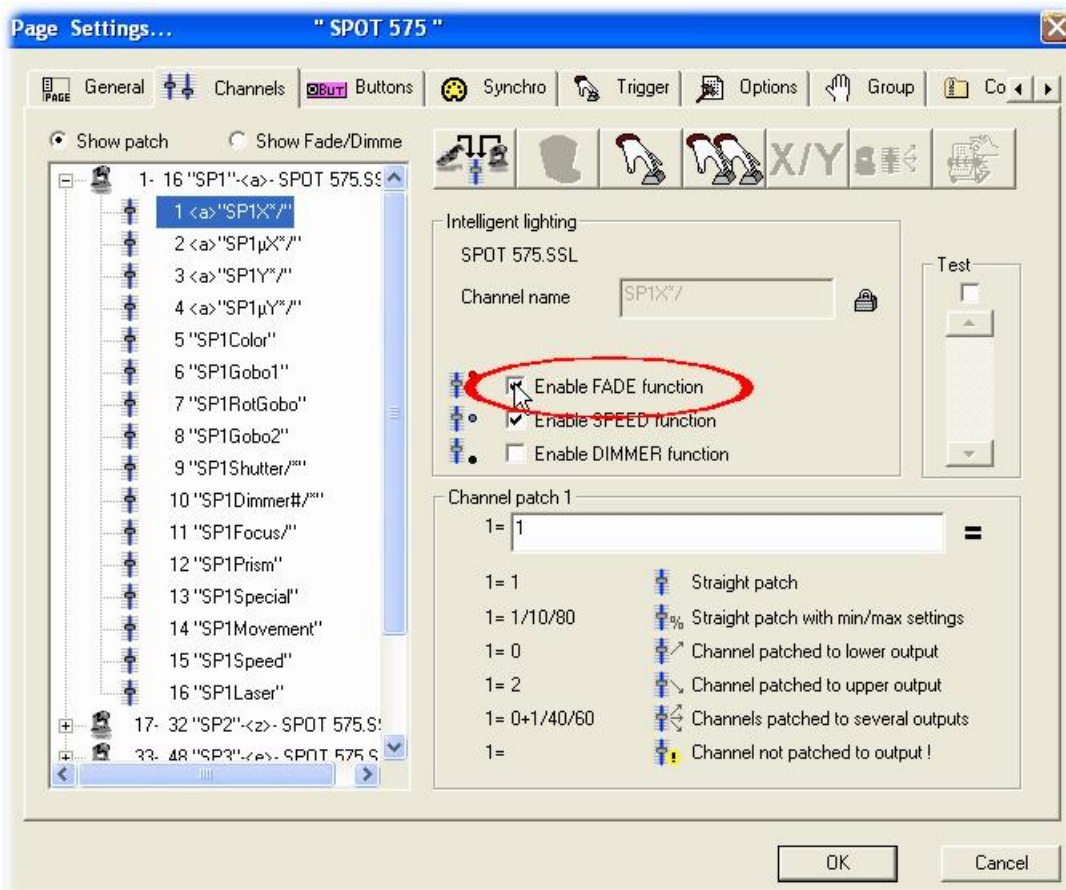 Page Settings... " SPOT 575 "
PAGE General Channels BUT Buttons Synchro Trigger Options Group Co
Show patch Show Fade/Dimme
1- 16 "SP1"-<a>- SPOT 575.SS
1 <a>"SP1X*/"
2 <a>"SP1µX*/"
3 <a>"SP1Y*/"
4 <a>"SP1µY*/"
5 "SP1Color"
6 "SP1Gobo1"
7 "SP1RotGobo"
8 "SP1Gobo2"
9 "SP1Shutter/*"
10 "SP1Dimmer#/*"
11 "SP1Focus/"
12 "SP1Prism"
13 "SP1Special"
14 "SP1Movement"
15 "SP1Speed"
16 "SP1Laser"
17- 32 "SP2"-<z>- SPOT 575.S
33- 48 "SP3"-<e>- SPOT 575 S
X/Y
Intelligent lighting
SPOT 575.SSL
Channel name SP1X*/
Enable FADE function
Enable SPEED function
Enable DIMMER function
Test
Channel patch 1
1= 1 =
1= 1 Straight patch
1= 1/10/80 % Straight patch with min/max settings
1= 0 Channel patched to lower output
1= 2 Channel patched to upper output
1= 0+1/40/60 Channels patched to several outputs
1= ! Channel not patched to output !
OK Cancel